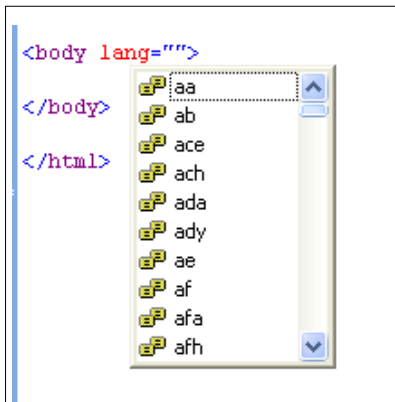 <body lang="">
aa
ab
</body>
ace
ach
</html>
ada
ady
ae
af
afa
afh